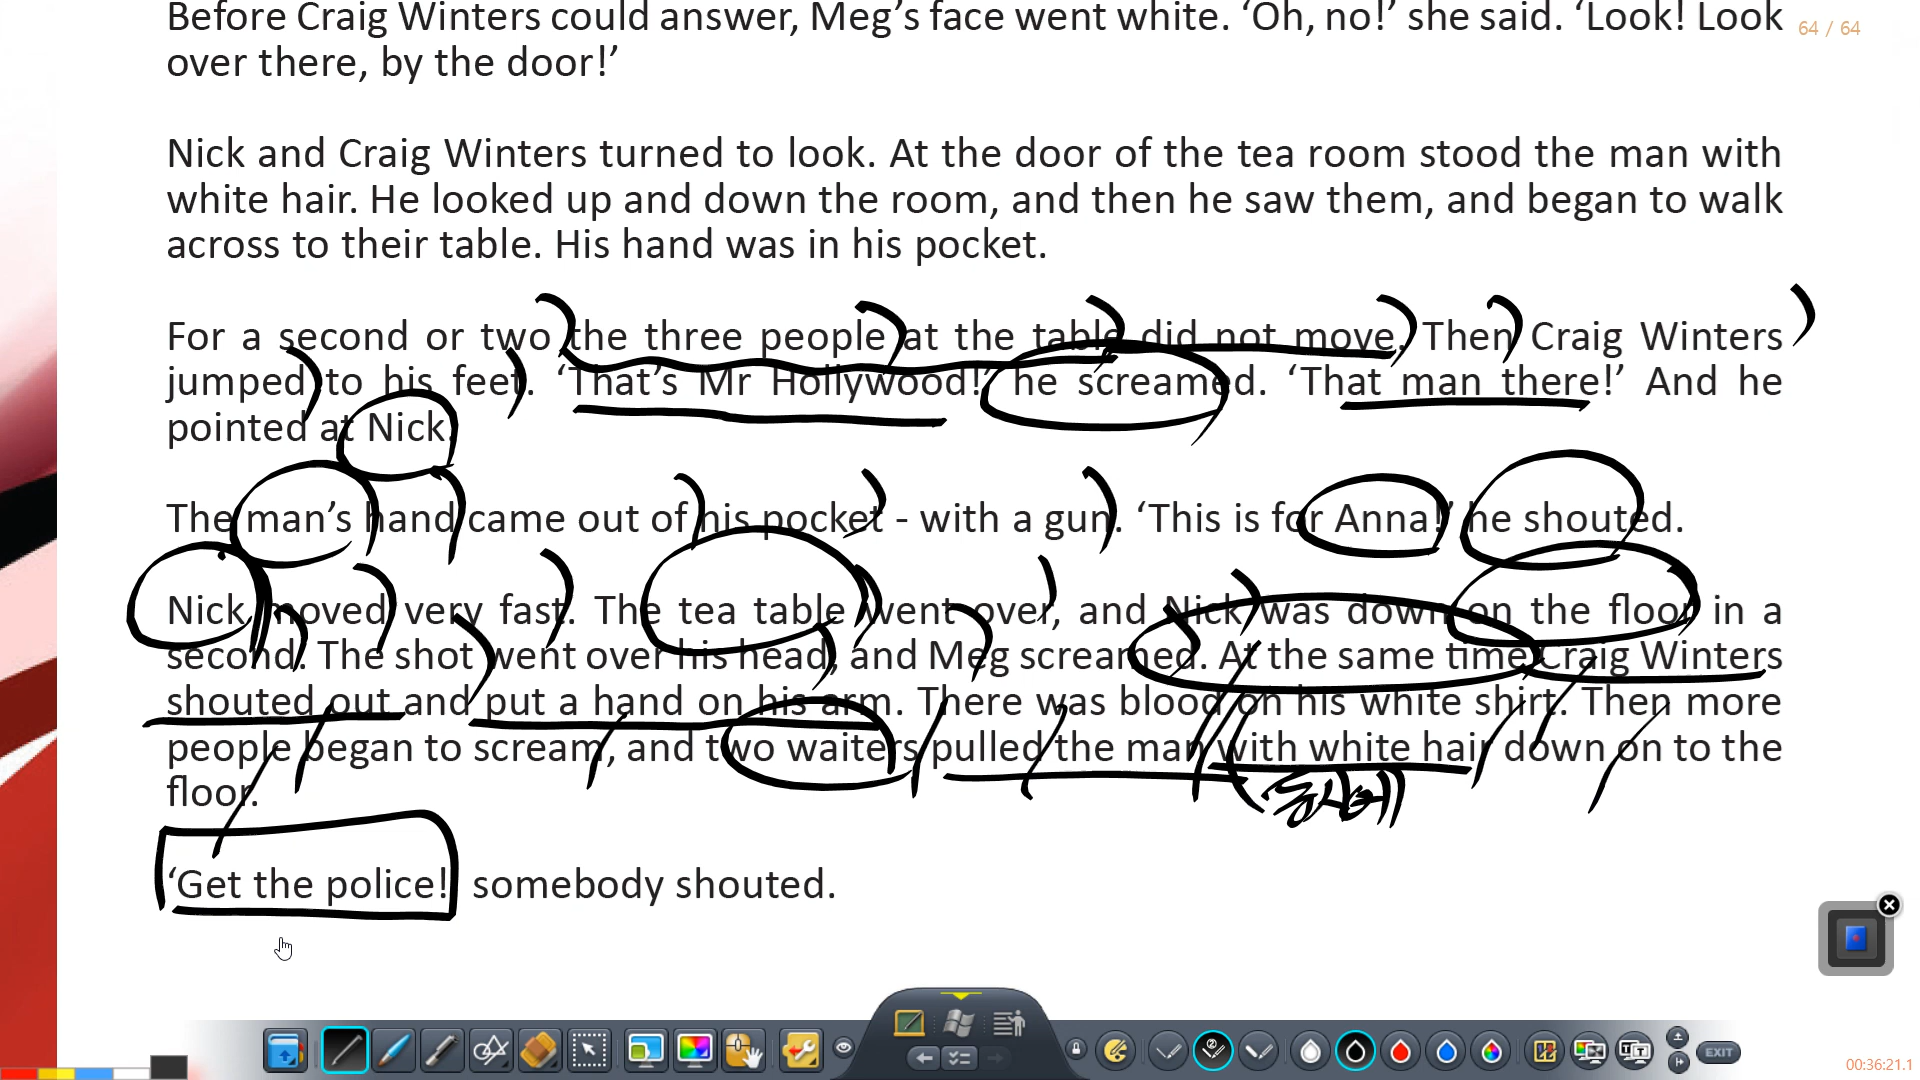 Before Craig Winters could answer, Meg’s face went white. ‘Oh, no!’ she said. ‘Look! Look
64 / 64
over there, by the door!’
Nick and Craig Winters turned to look. At the door of the tea room stood the man with
white hair. He looked up and down the room, and then he saw them, and began to walk
across to their table. His hand was in his pocket.
For a second or two the three people at the table did not move. Then Craig Winters
jumped to his feet. ‘That’s Mr Hollywood!’ he screamed. ‘That man there!’ And he
pointed at Nick.
The man’s hand came out of his pocket - with a gun. ‘This is for Anna!’ he shouted.
Nick moved very fast. The tea table went over, and Nick was down on the floor in a
second. The shot went over his head, and Meg screamed. At the same time Craig Winters
shouted out and put a hand on his arm. There was blood on his white shirt. Then more
people began to scream, and two waiters pulled the man with white hair down on to the
floor.
‘Get the police!’ somebody shouted.
EXIT
00:36:21.1